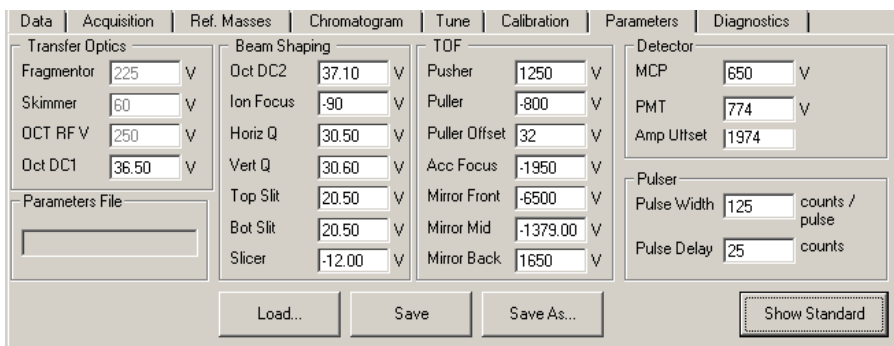 Data Acquisition Ref. Masses Chromatogram Tune Calibration Parameters Diagnostics
Transfer Optics
Fragmentor 225 V
Skimmer 60 V
OCT RF V 250 V
Oct DC1 36.50 V
Parameters File
Beam Shaping
Oct DC2 37.10 V
Ion Focus -90 V
Horiz Q 30.50 V
Vert Q 30.60 V
Top Slit 20.50 V
Bot Slit 20.50 V
Slicer -12.00 V
TOF
Pusher 1250 V
Puller -800 V
Puller Offset 32 V
Acc Focus -1950 V
Mirror Front -6500 V
Mirror Mid -1379.00 V
Mirror Back 1650 V
Detector
MCP 650 V
PMT 774 V
Amp Offset 1974
Pulser
Pulse Width 125 counts /
pulse
Pulse Delay 25 counts
Load... Save Save As... Show Standard